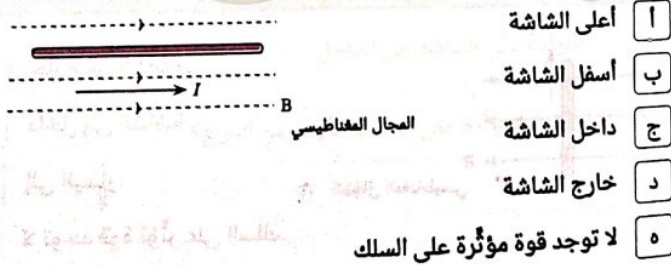 أ أعلى الشاشة
ب أسفل الشاشة
I
B
المجال المغناطيسي
ج داخل الشاشة
د خارج الشاشة
ه لا توجد قوة مؤثرة على السلك